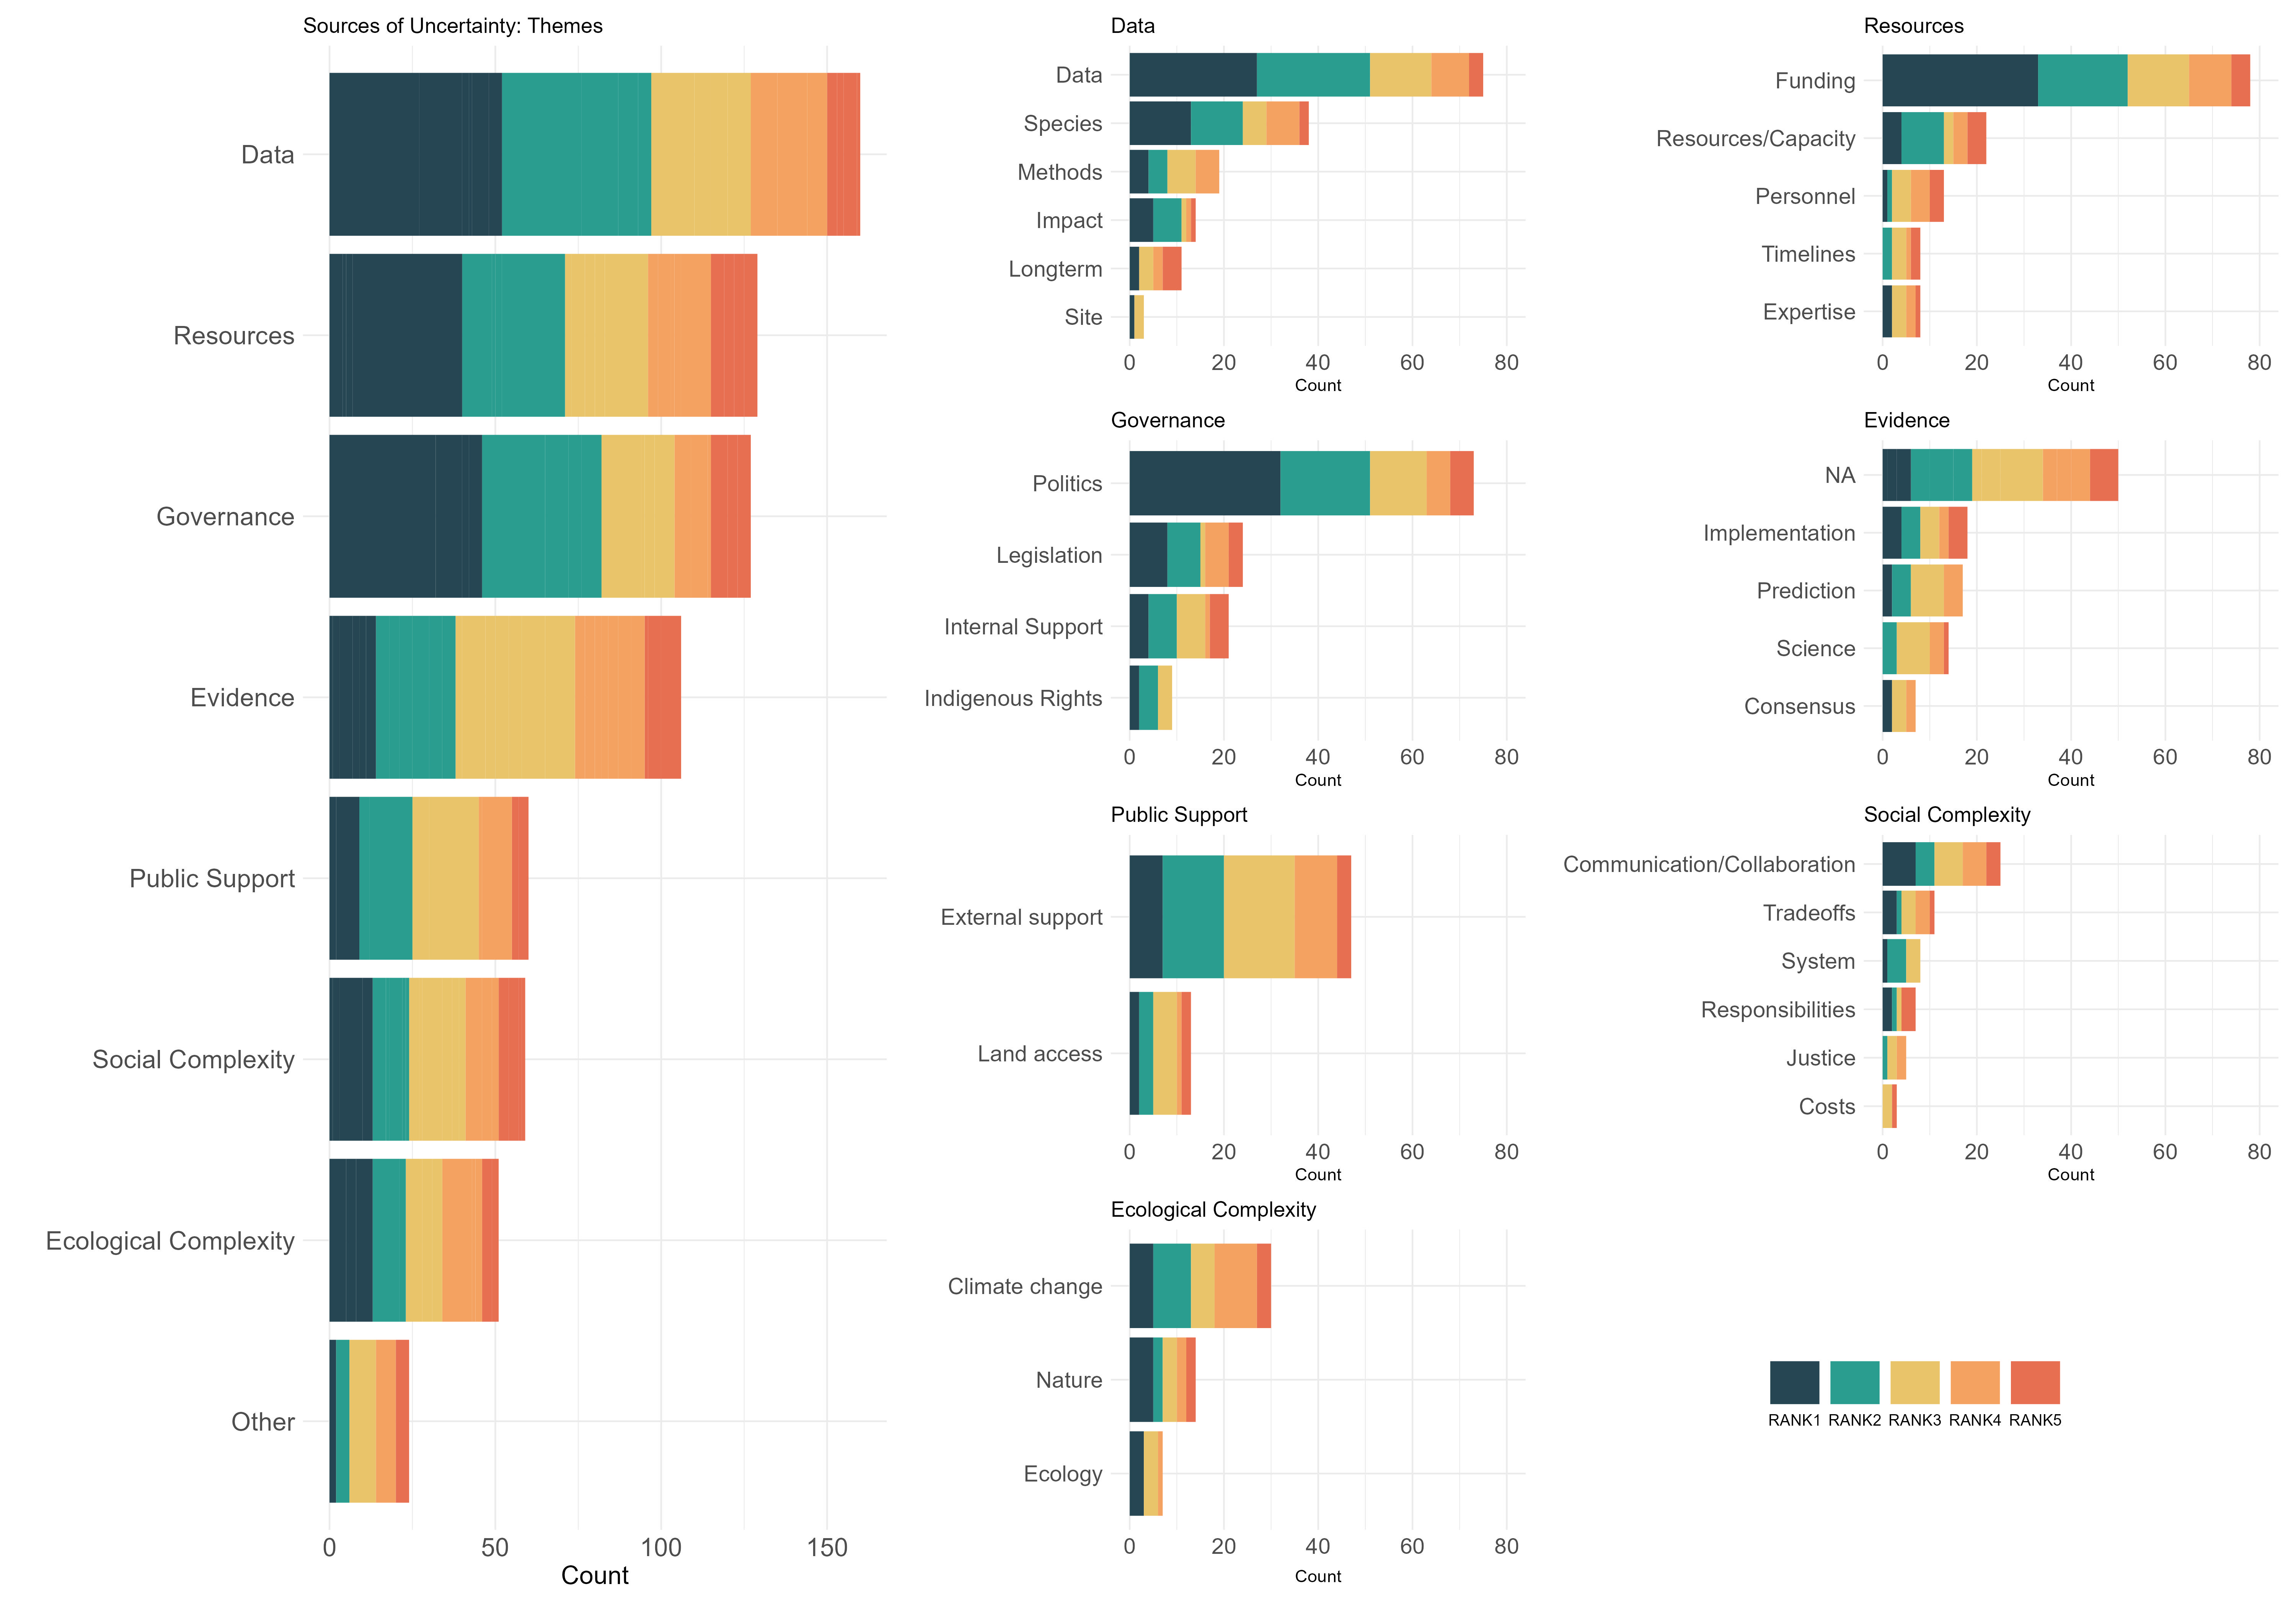 Sources of Uncertainty: Themes
Data
Resources
Governance
Evidence
Public Support
Social Complexity
Ecological Complexity
Other
0 50 100 150
Count
Data
Data
Species
Methods
Impact
Longterm
Site
0 20 40 60 80
Count
Resources
Funding
Resources/Capacity
Personnel
Timelines
Expertise
0 20 40 60 80
Count
Governance
Politics
Legislation
Internal Support
Indigenous Rights
0 20 40 60 80
Count
Evidence
NA
Implementation
Prediction
Science
Consensus
0 20 40 60 80
Count
Public Support
External support
Land access
0 20 40 60 80
Count
Social Complexity
Communication/Collaboration
Tradeoffs
System
Responsibilities
Justice
Costs
0 20 40 60 80
Count
Ecological Complexity
Climate change
Nature
Ecology
0 20 40 60 80
Count
RANK1 RANK2 RANK3 RANK4 RANK5